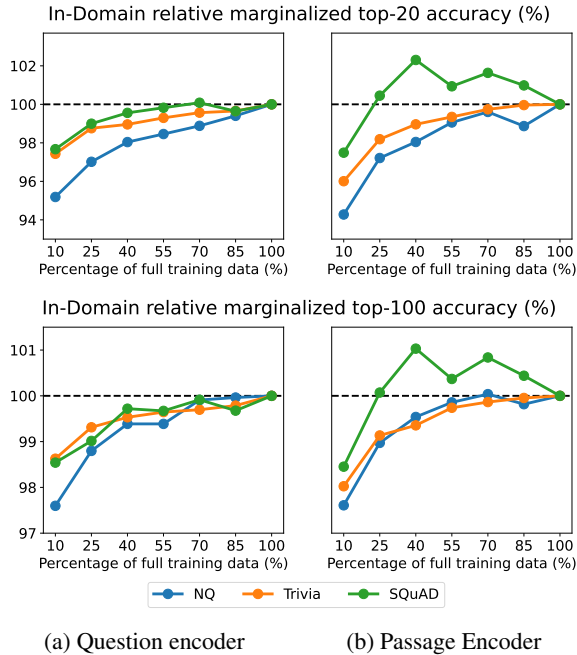 In-Domain relative marginalized top-20 accuracy (%)
102
100
98
96
94
10 25 40 55 70 85 100
Percentage of full training data (%)
10 25 40 55 70 85 100
Percentage of full training data (%)
In-Domain relative marginalized top-100 accuracy (%)
101
100
99
98
97
10 25 40 55 70 85 100
Percentage of full training data (%)
10 25 40 55 70 85 100
Percentage of full training data (%)
NQ Trivia SQuAD
(a) Question encoder
(b) Passage Encoder